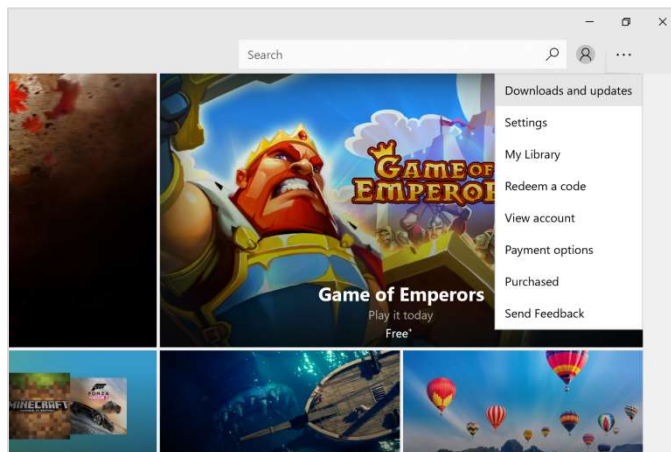 Search
Downloads and updates
Settings
My Library
Redeem a code
View account
Payment options
Purchased
Send Feedback
GAME OF
Game of Emperors
Play it today
Free*
MINECRAFT
FORZA